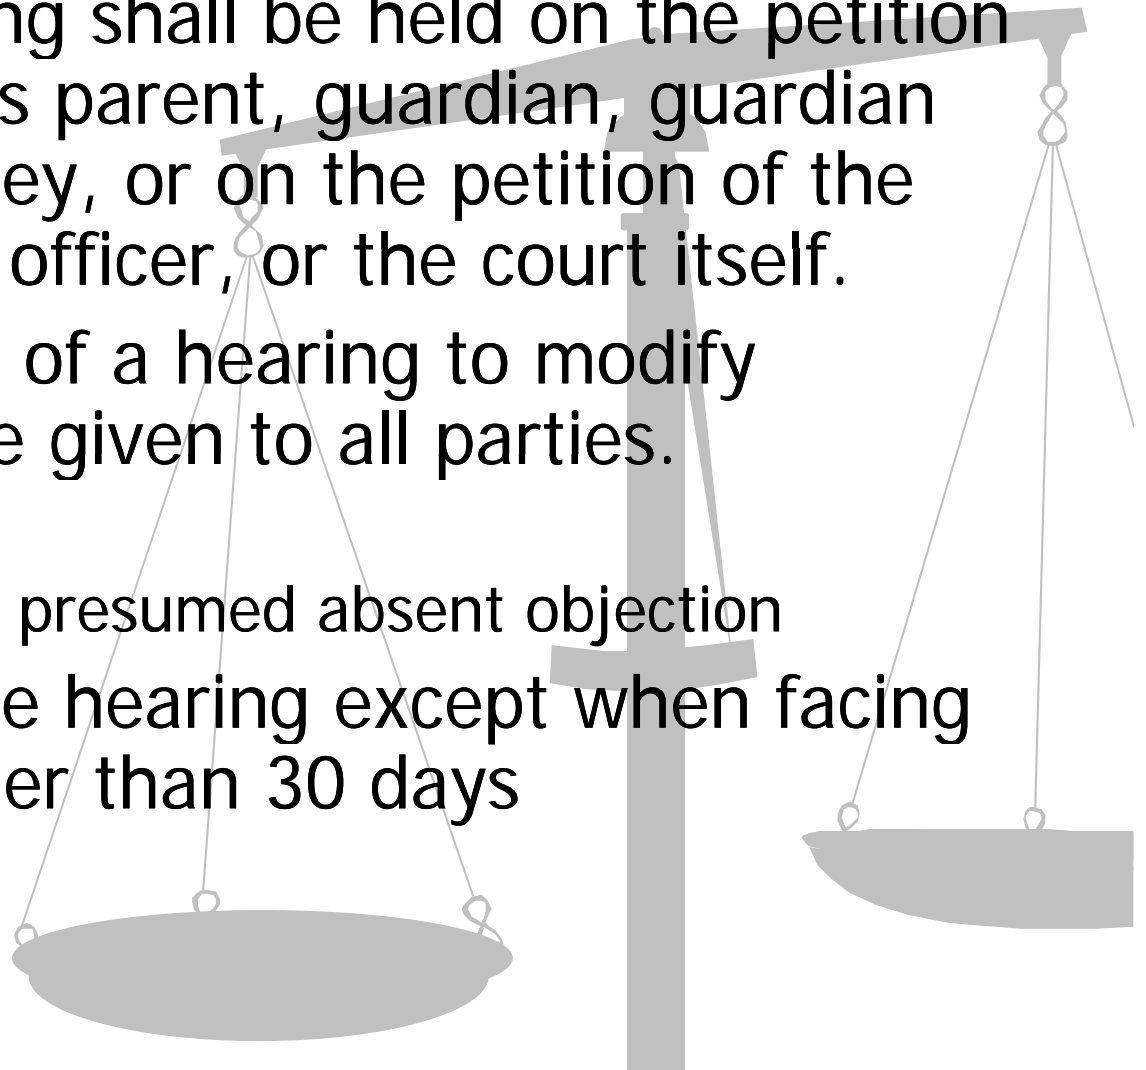 ng shall be held on the petition
s parent, guardian, guardian
ey, or on the petition of the
officer, or the court itself.
of a hearing to modify
e given to all parties.
presumed absent objection
e hearing except when facing
er than 30 days